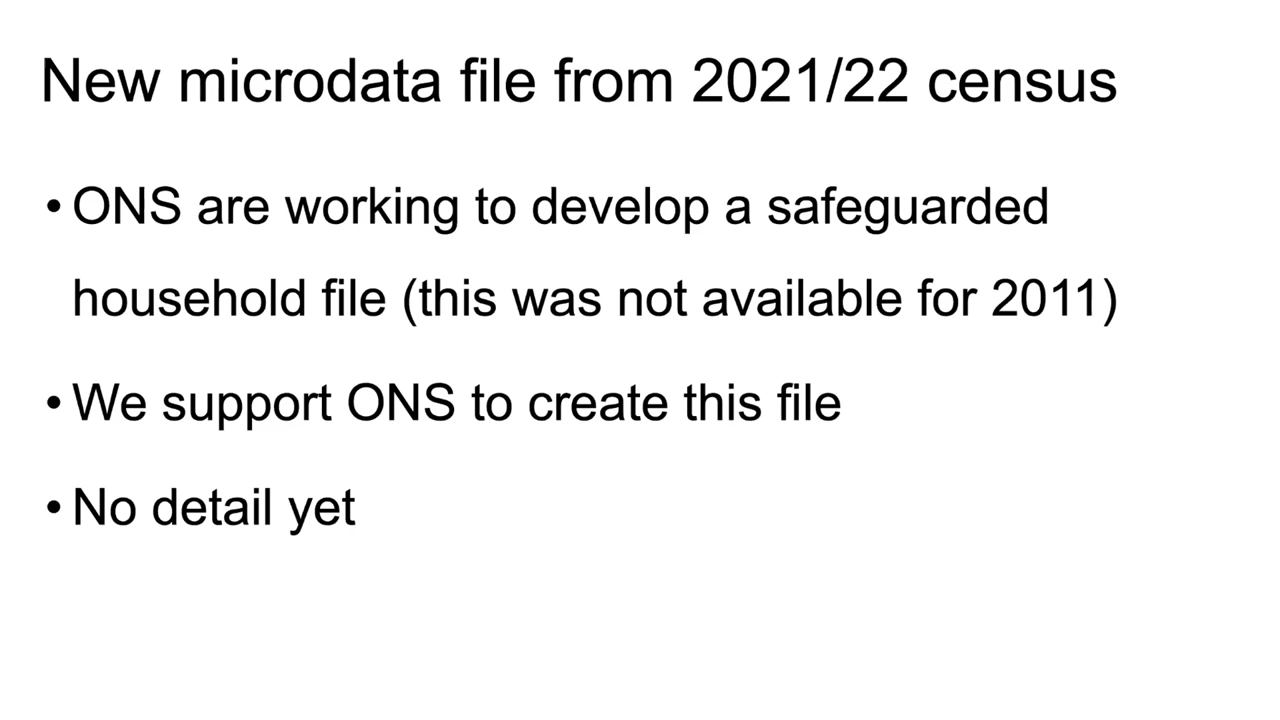 New microdata file from 2021/22 census
• ONS are working to develop a safeguarded
household file (this was not available for 2011)
• We support ONS to create this file
• No detail yet